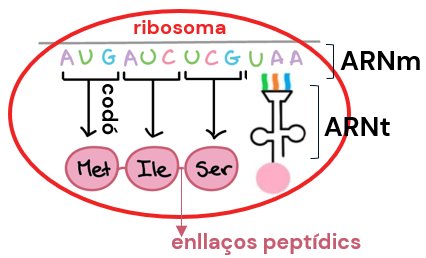 ribosoma
AUGAUCUCGUAA
ARNm
codó
ARNt
Met Ile Ser
enllaços peptídics